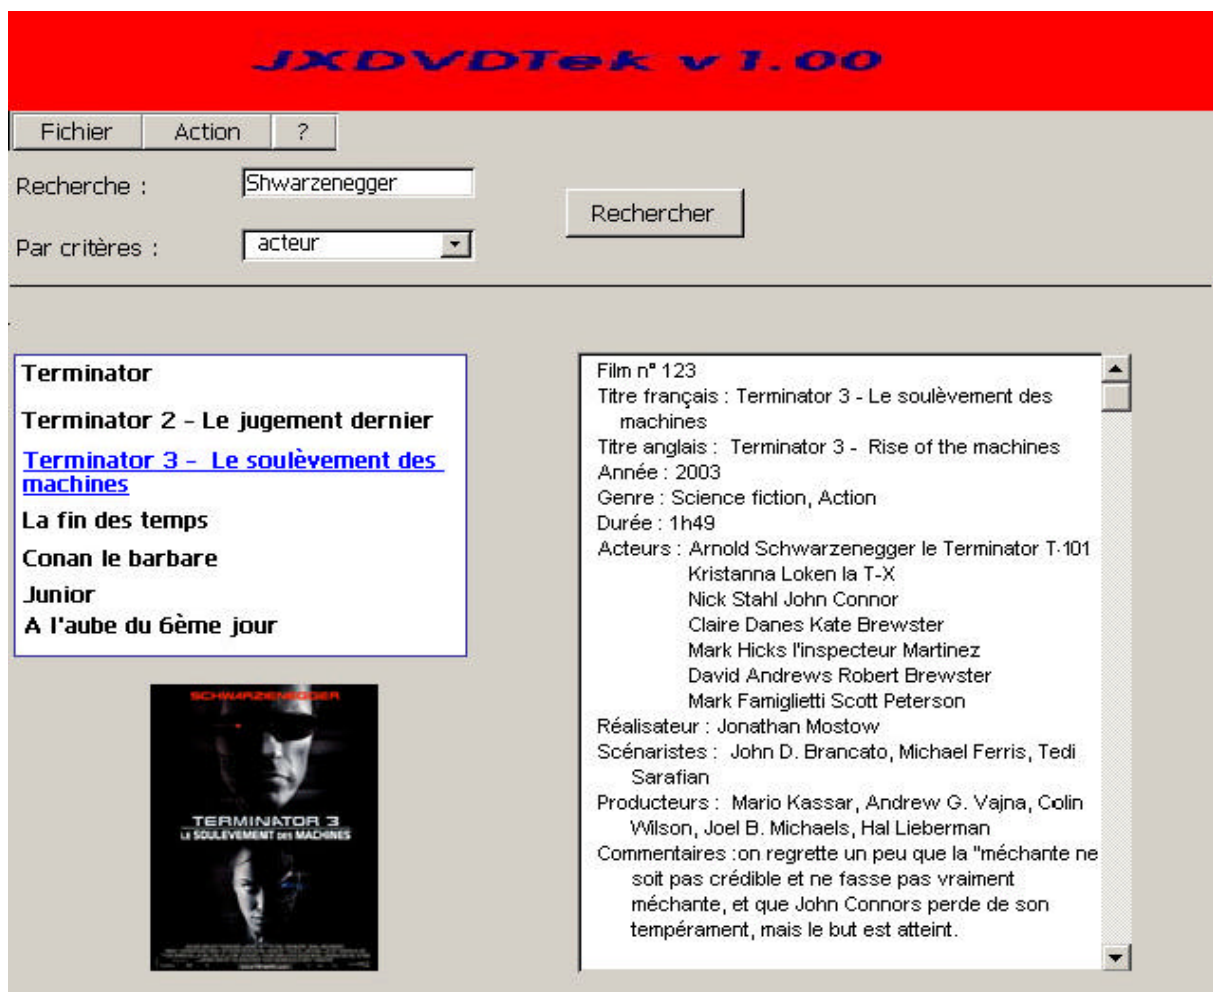 JXDVDTek v 1.00
Fichier Action ?
Recherche : Shwarzenegger
Rechercher
Par critères : acteur
Terminator
Terminator 2 - Le jugement dernier
Terminator 3 - Le soulèvement des
machines
La fin des temps
Conan le barbare
Junior
A l'aube du 6ème jour
SCHWARZENEGGER
TERMINATOR 3
LE SOULEVEMENT DES MACHINES
Film n° 123
Titre français : Terminator 3 - Le soulèvement des
machines
Titre anglais : Terminator 3 - Rise of the machines
Année : 2003
Genre : Science fiction, Action
Durée : 1h49
Acteurs : Arnold Schwarzenegger le Terminator T-101
Kristanna Loken la T-X
Nick Stahl John Connor
Claire Danes Kate Brewster
Mark Hicks l'inspecteur Martinez
David Andrews Robert Brewster
Mark Famiglietti Scott Peterson
Réalisateur : Jonathan Mostow
Scénaristes : John D. Brancato, Michael Ferris, Tedi
Sarafian
Producteurs : Mario Kassar, Andrew G. Vajna, Colin
Wilson, Joel B. Michaels, Hal Lieberman
Commentaires :on regrette un peu que la "méchante ne
soit pas crédible et ne fasse pas vraiment
méchante, et que John Connors perde de son
tempérament, mais le but est atteint.